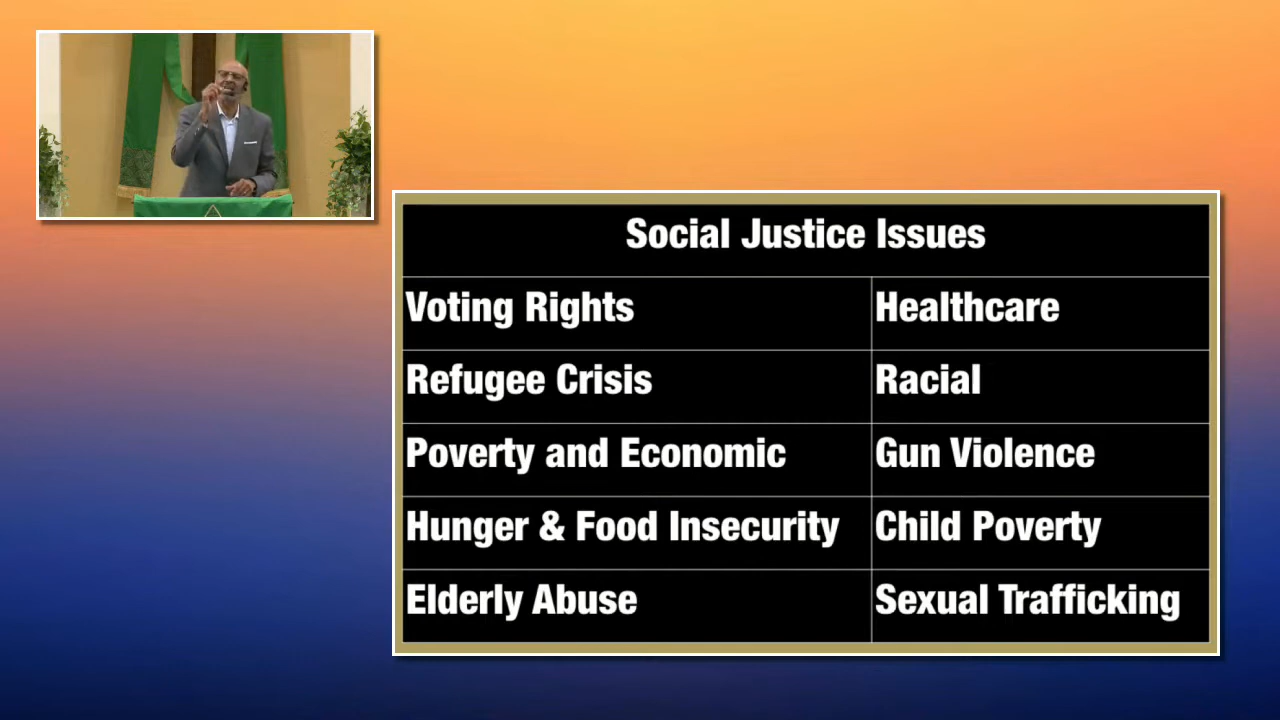 Social Justice Issues
Voting Rights Healthcare
Refugee Crisis Racial
Poverty and Economic Gun Violence
Hunger & Food Insecurity Child Poverty
Elderly Abuse Sexual Trafficking